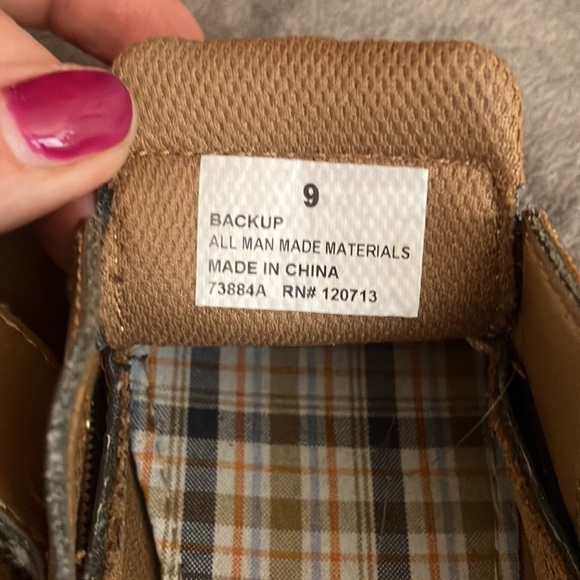 9
BACKUP
ALL MAN MADE MATERIALS
MADE IN CHINA
73884A RN# 120713